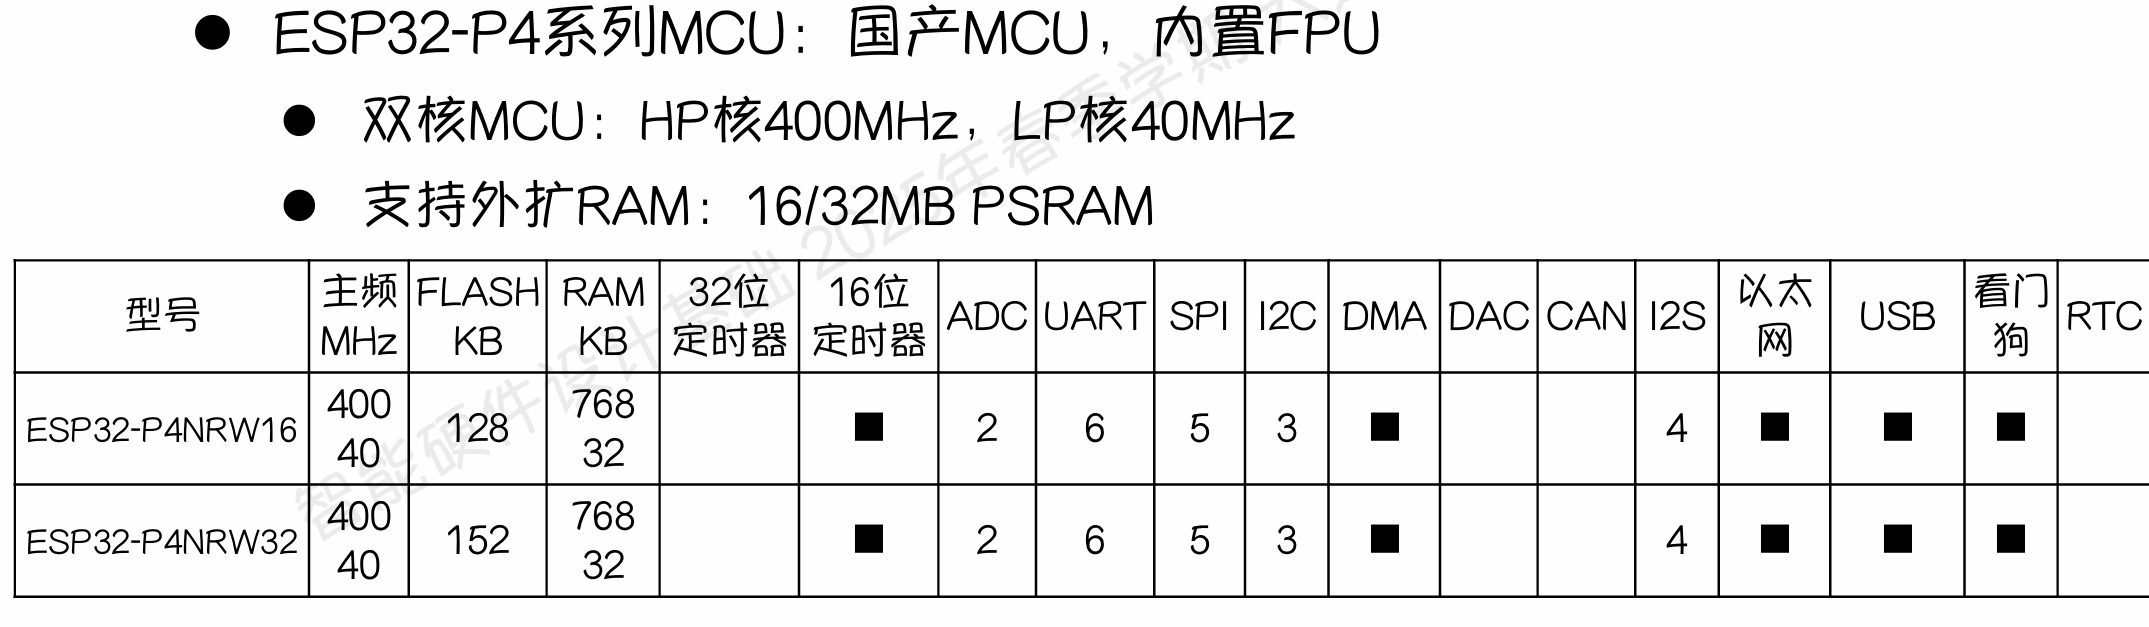 ● ESP32-P4系列MCU：国产MCU，内置FPU
● 双核MCU：HP核400MHz，LP核40MHz
● 支持外扩RAM：16/32MB PSRAM
型号 主频 MHz FLASH KB RAM KB 32位 定时器 16位 定时器 ADC UART SPI I2C DMA DAC CAN I2S 以太 网 USB 看门 狗 RTC
ESP32-P4NRW16 400 40 128 768 32 ■ 2 6 5 3 ■ 4 ■ ■ ■
ESP32-P4NRW32 400 40 152 768 32 ■ 2 6 5 3 ■ 4 ■ ■ ■
智能硬件设计基础 2025年春季学期